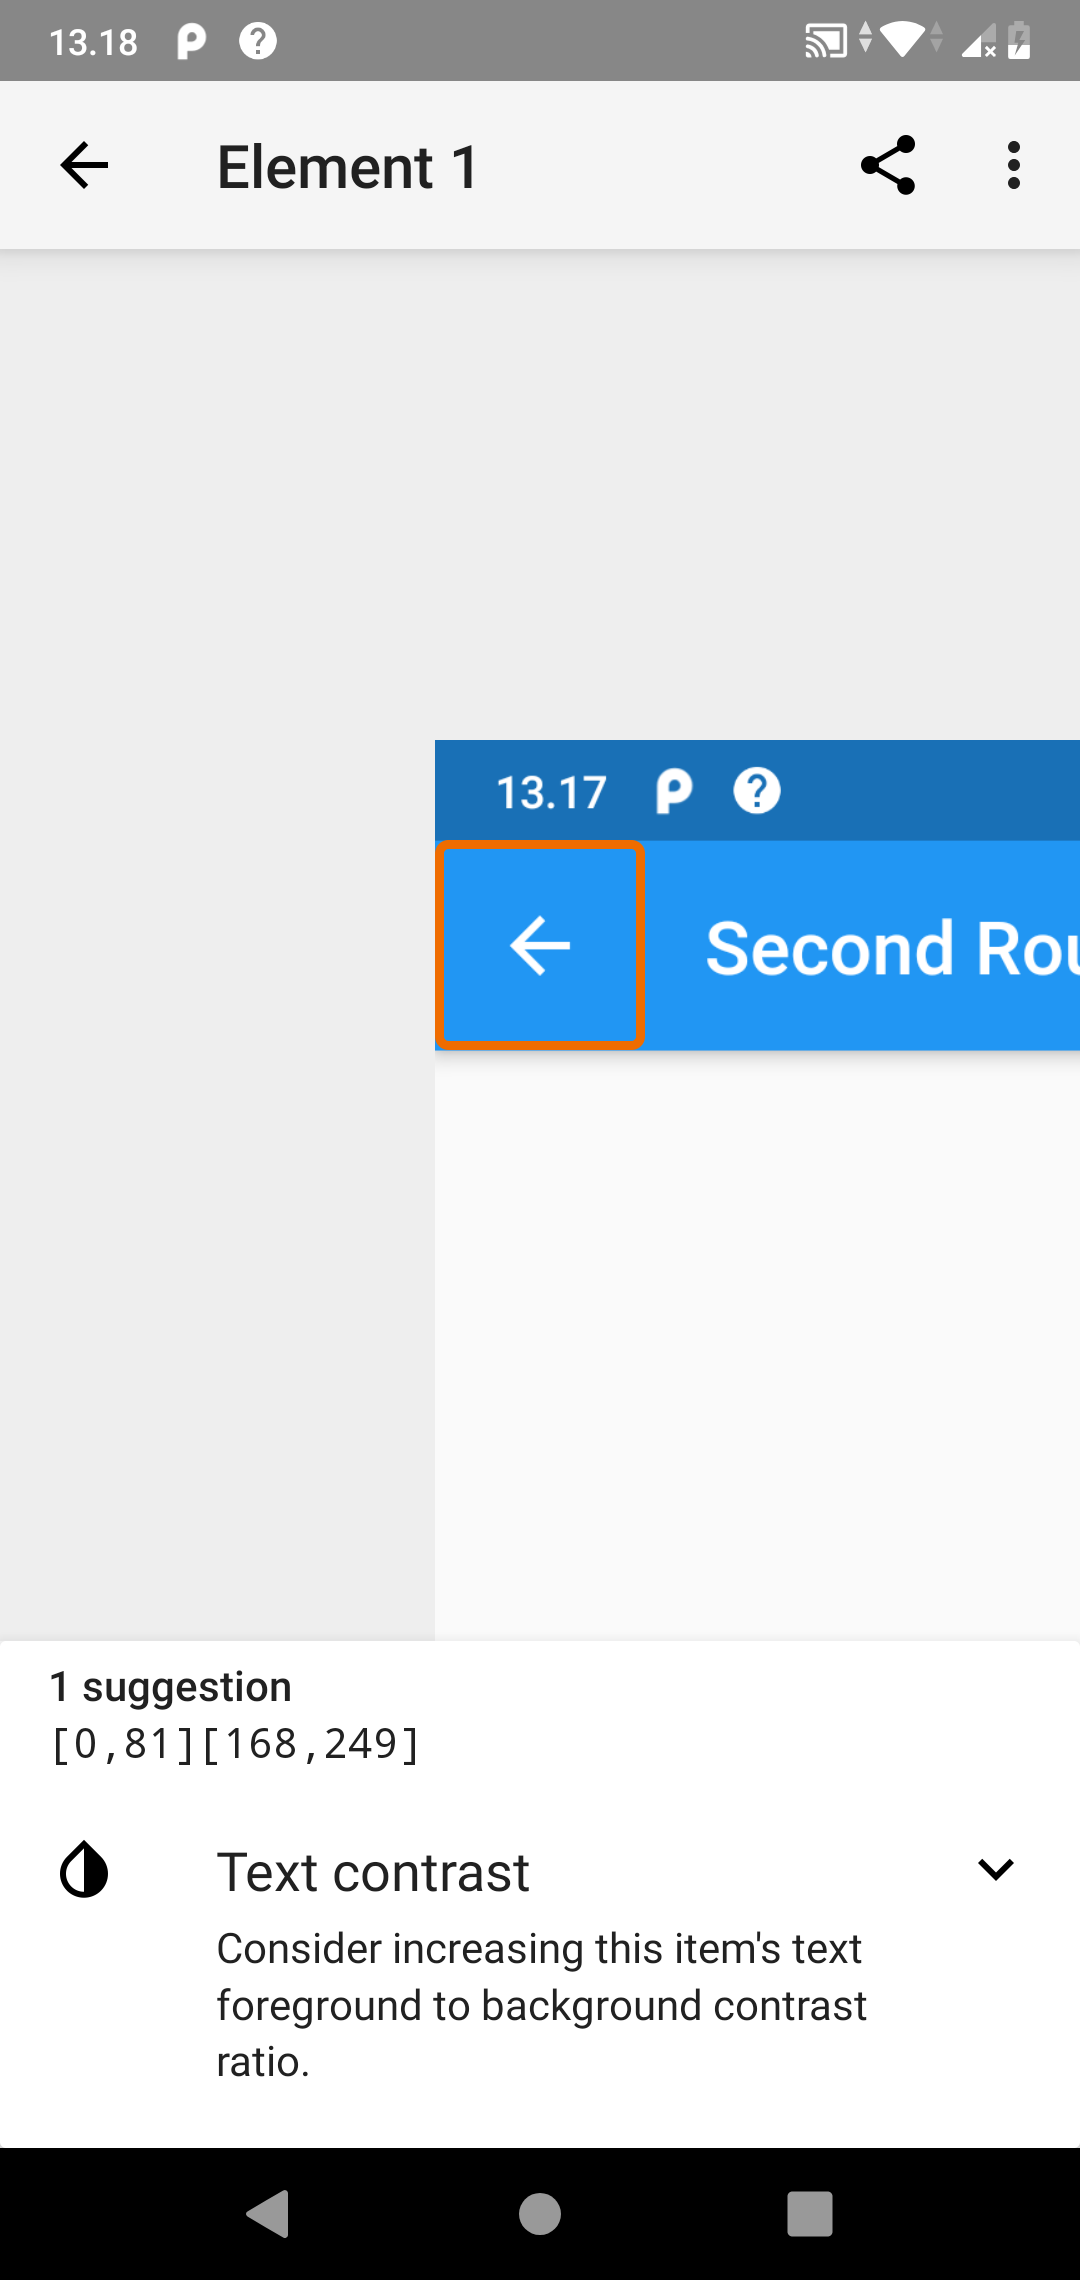 13.18
Element 1
13.17
Second Rou
1 suggestion
[0,81][168,249]
Text contrast
Consider increasing this item's text
foreground to background contrast
ratio.